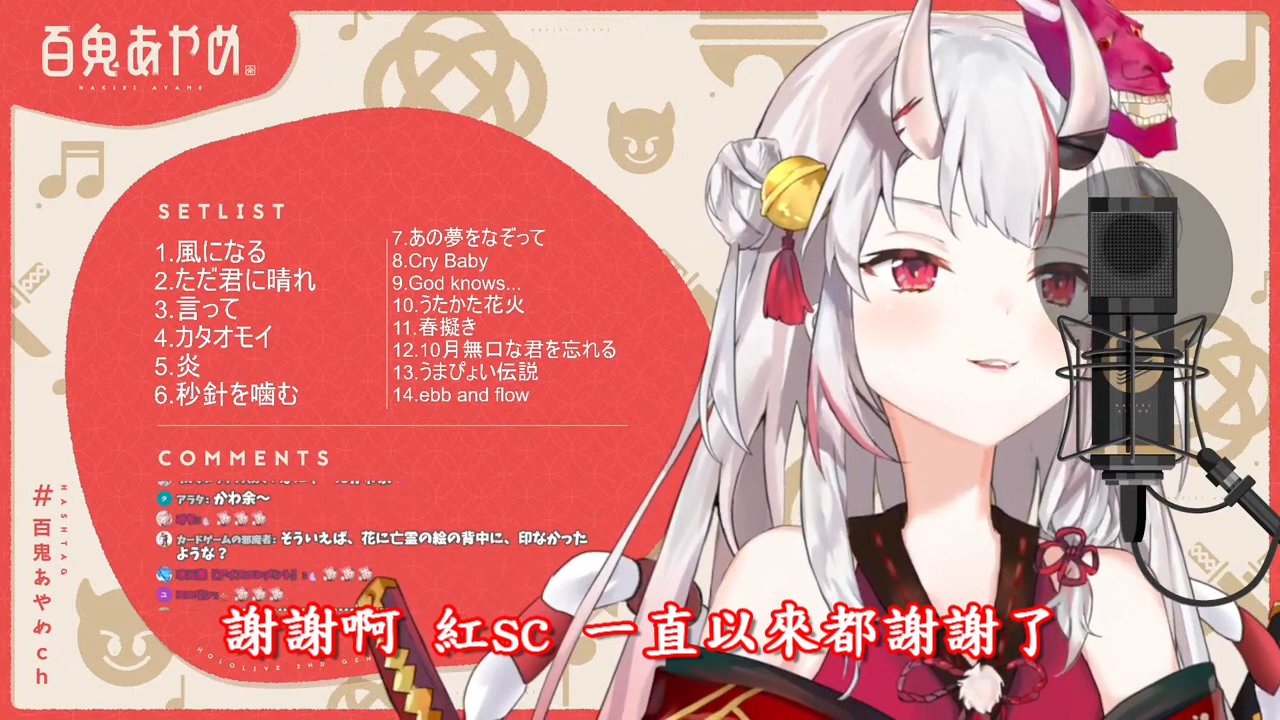 百鬼あやめ
NAKIRI AYAME
SETLIST
1.風になる
2.ただ君に晴れ
3.言って
4.カタオモイ
5.炎
6.秒針を噛む
7.あの夢をなぞって
8.Cry Baby
9.God knows...
10.うたかた花火
11.春擬き
12.10月無口な君を忘れる
13.うまぴょい伝説
14.ebb and flow
COMMENTS
アラタ: かわ余～
カードゲームの邪魔者: そういえば、花に亡霊の絵の背中に、印なかった
ような？
#百鬼あやめch
HASHTAG
HOLOLIVE 2ND GEN
謝謝啊 紅SC 一直以來都謝謝了